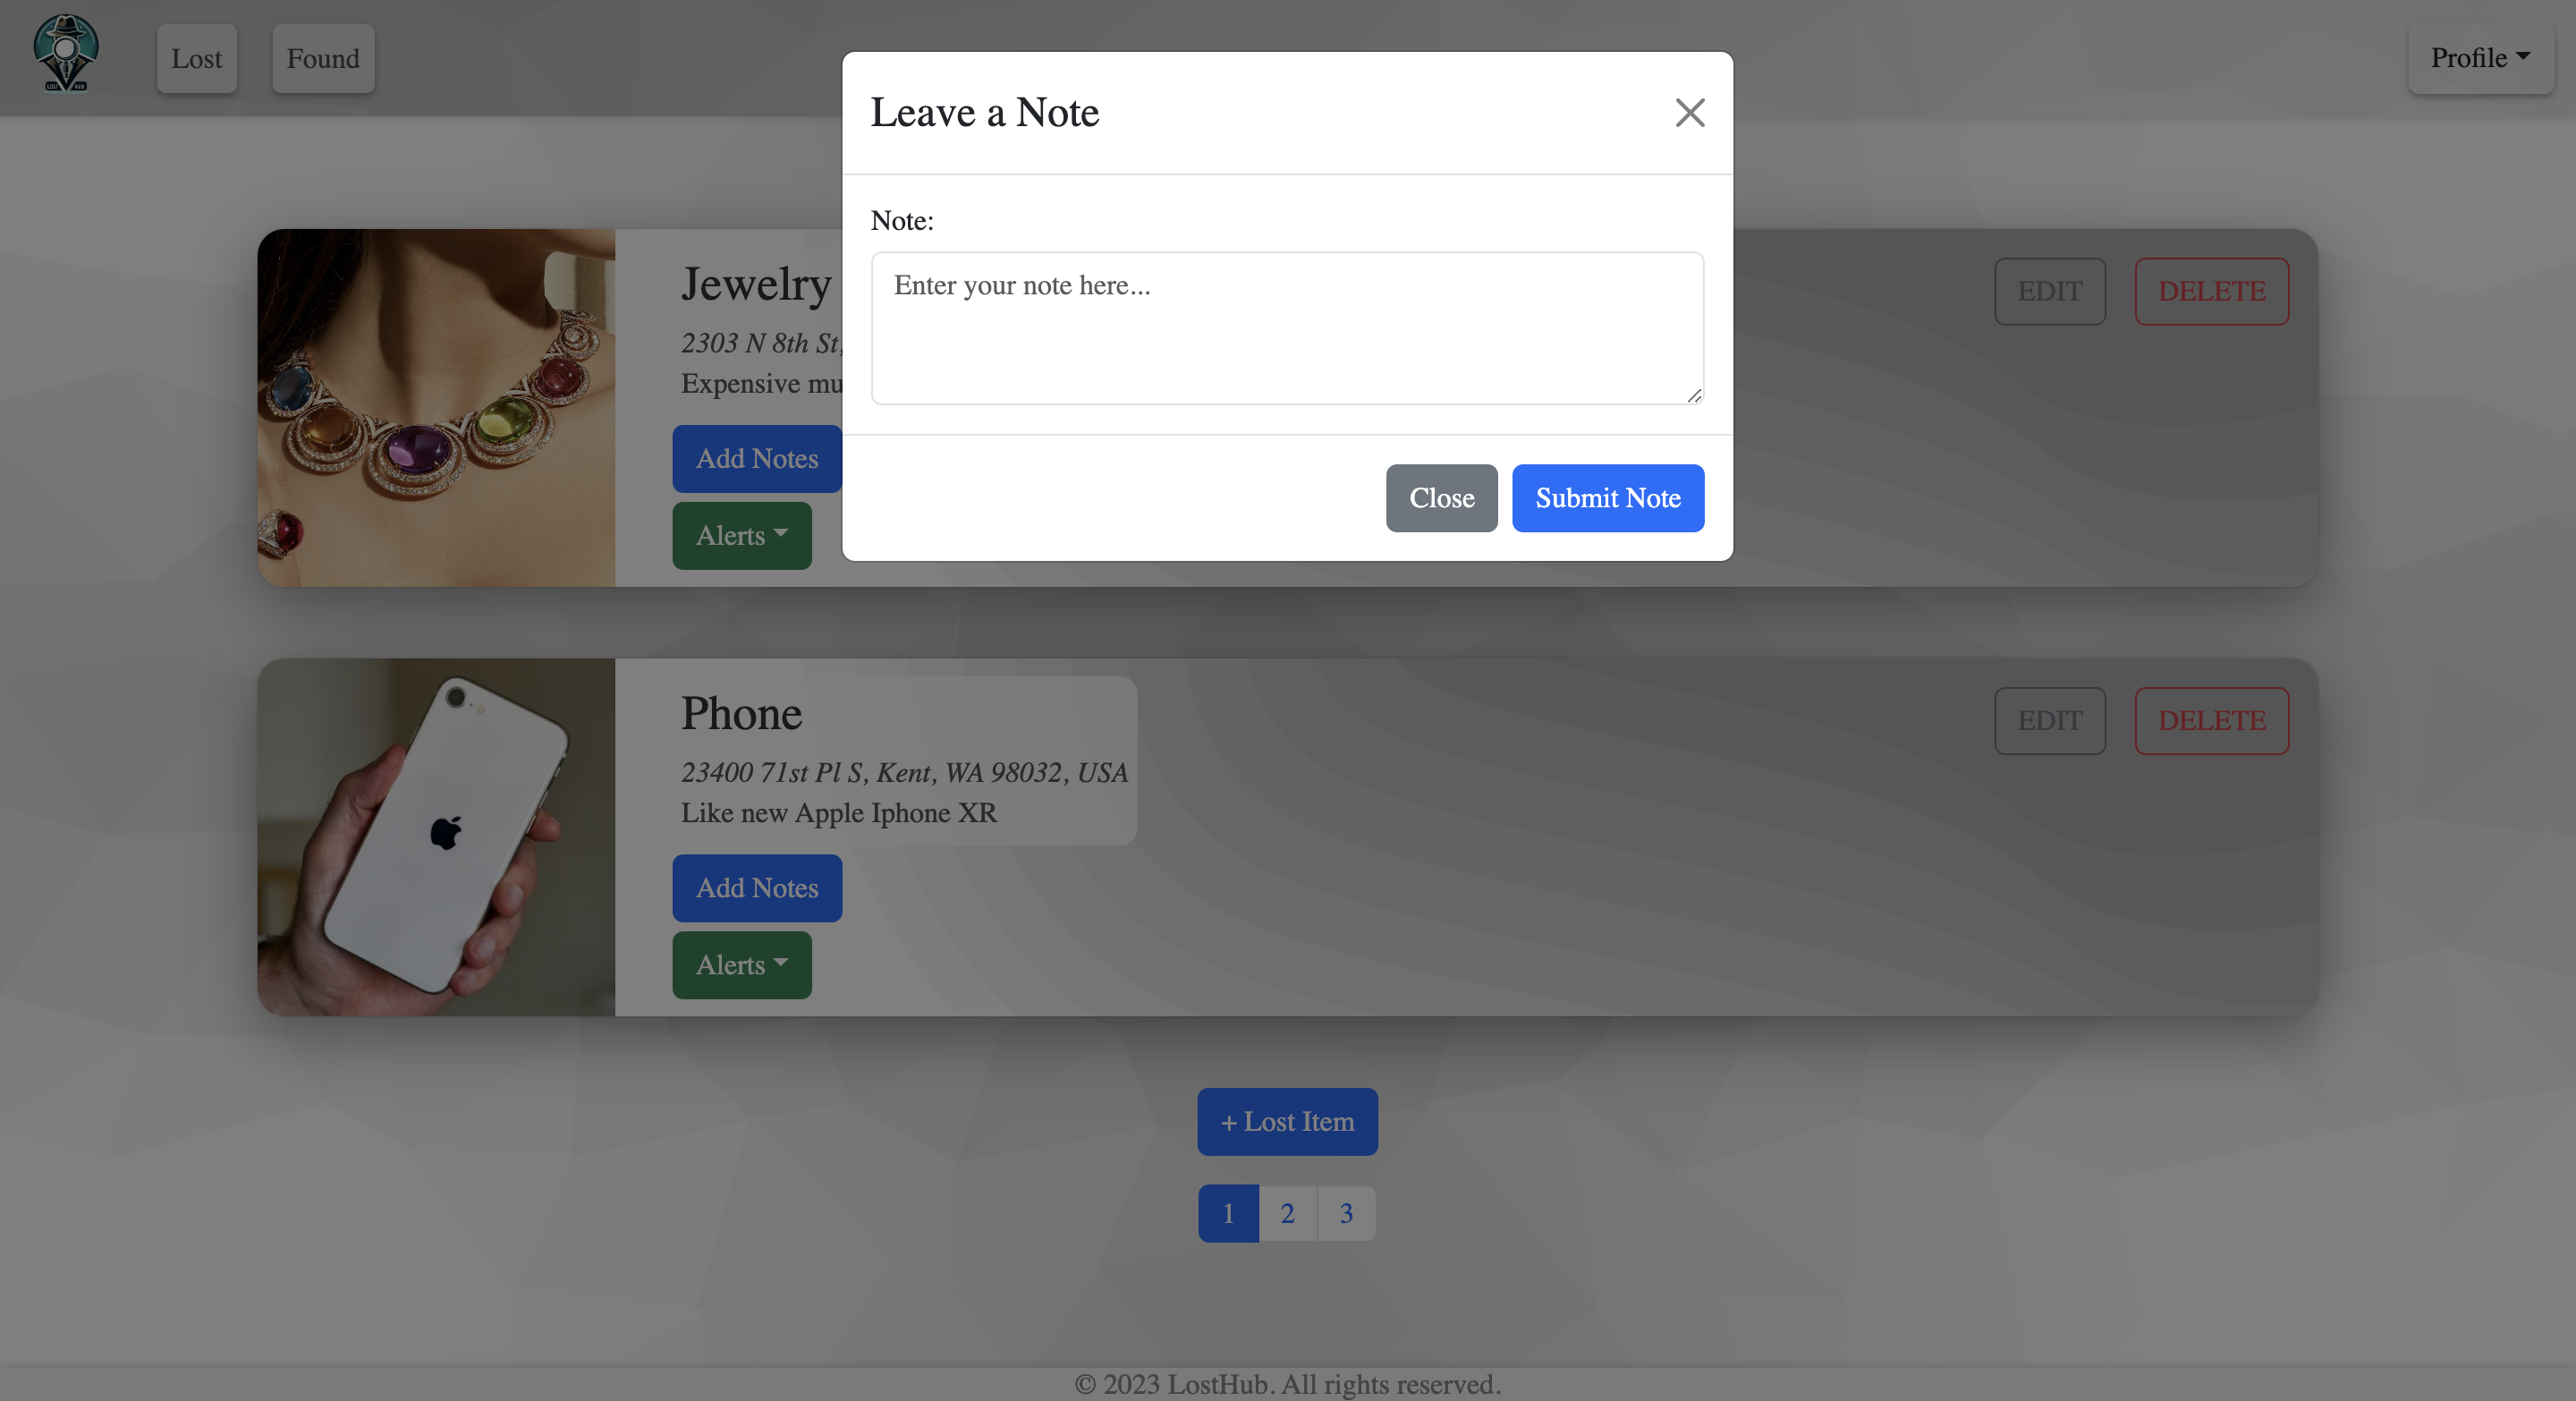 LOST HUB
Lost
Found
Profile
Leave a Note
Note:
Enter your note here...
Close
Submit Note
Jewelry
2303 N 8th St,
Expensive
Add Notes
Alerts
EDIT
DELETE
Phone
23400 71st Pl S, Kent, WA 98032, USA
Like new Apple Iphone XR
Add Notes
Alerts
EDIT
DELETE
+ Lost Item
1 2 3
© 2023 LostHub. All rights reserved.